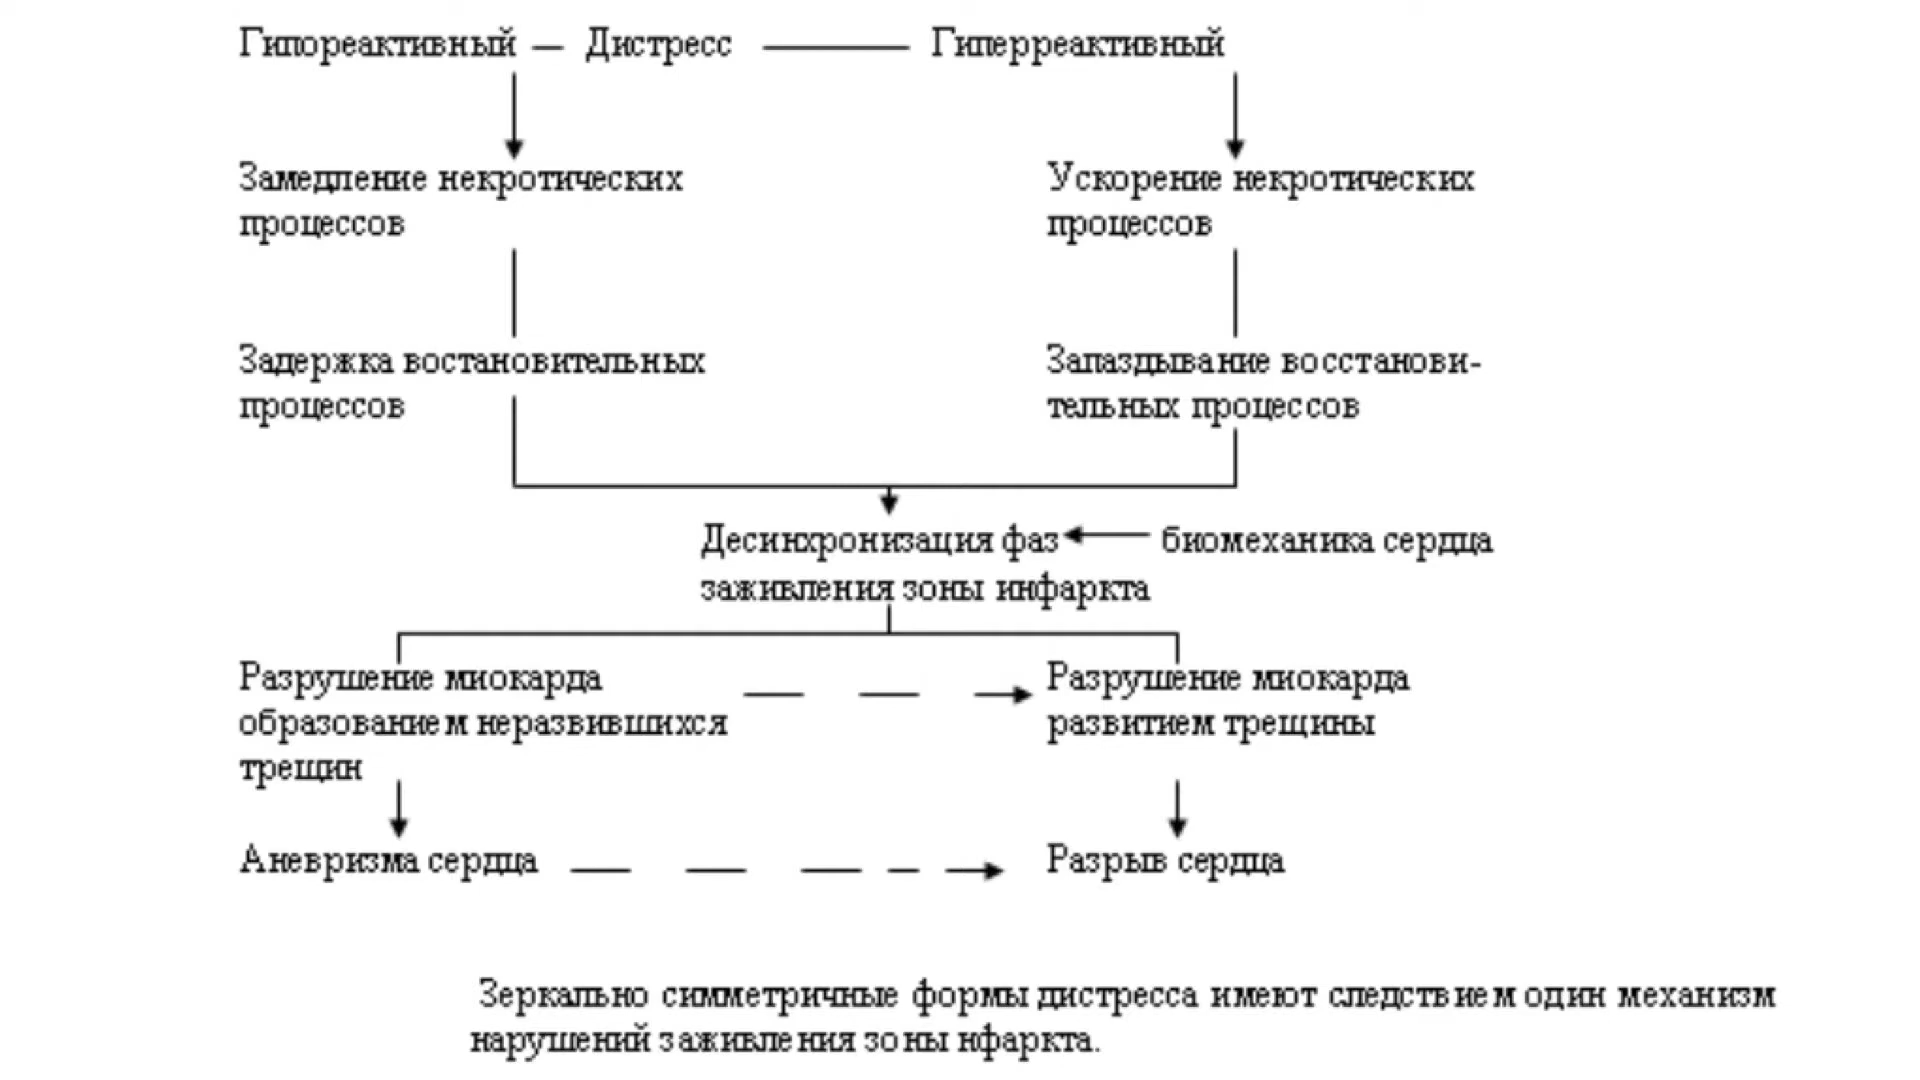 Гипореактивный — Дистресс —— Гиперреактивный
Замедление некротических
процессов
Ускорение некротических
процессов
Задержка востановительных
процессов
Запаздывание восстанови-
тельных процессов
Десинхронизация фаз
заживления зоны инфаркта
биомеханика сердца
Разрушение миокарда
образованием неразвившихся
трещин
Разрушение миокарда
развитием трещины
Аневризма сердца
Разрыв сердца
Зеркально симметричные формы дистресса имеют следствием один механизм
нарушений заживления зоны нфаркта.